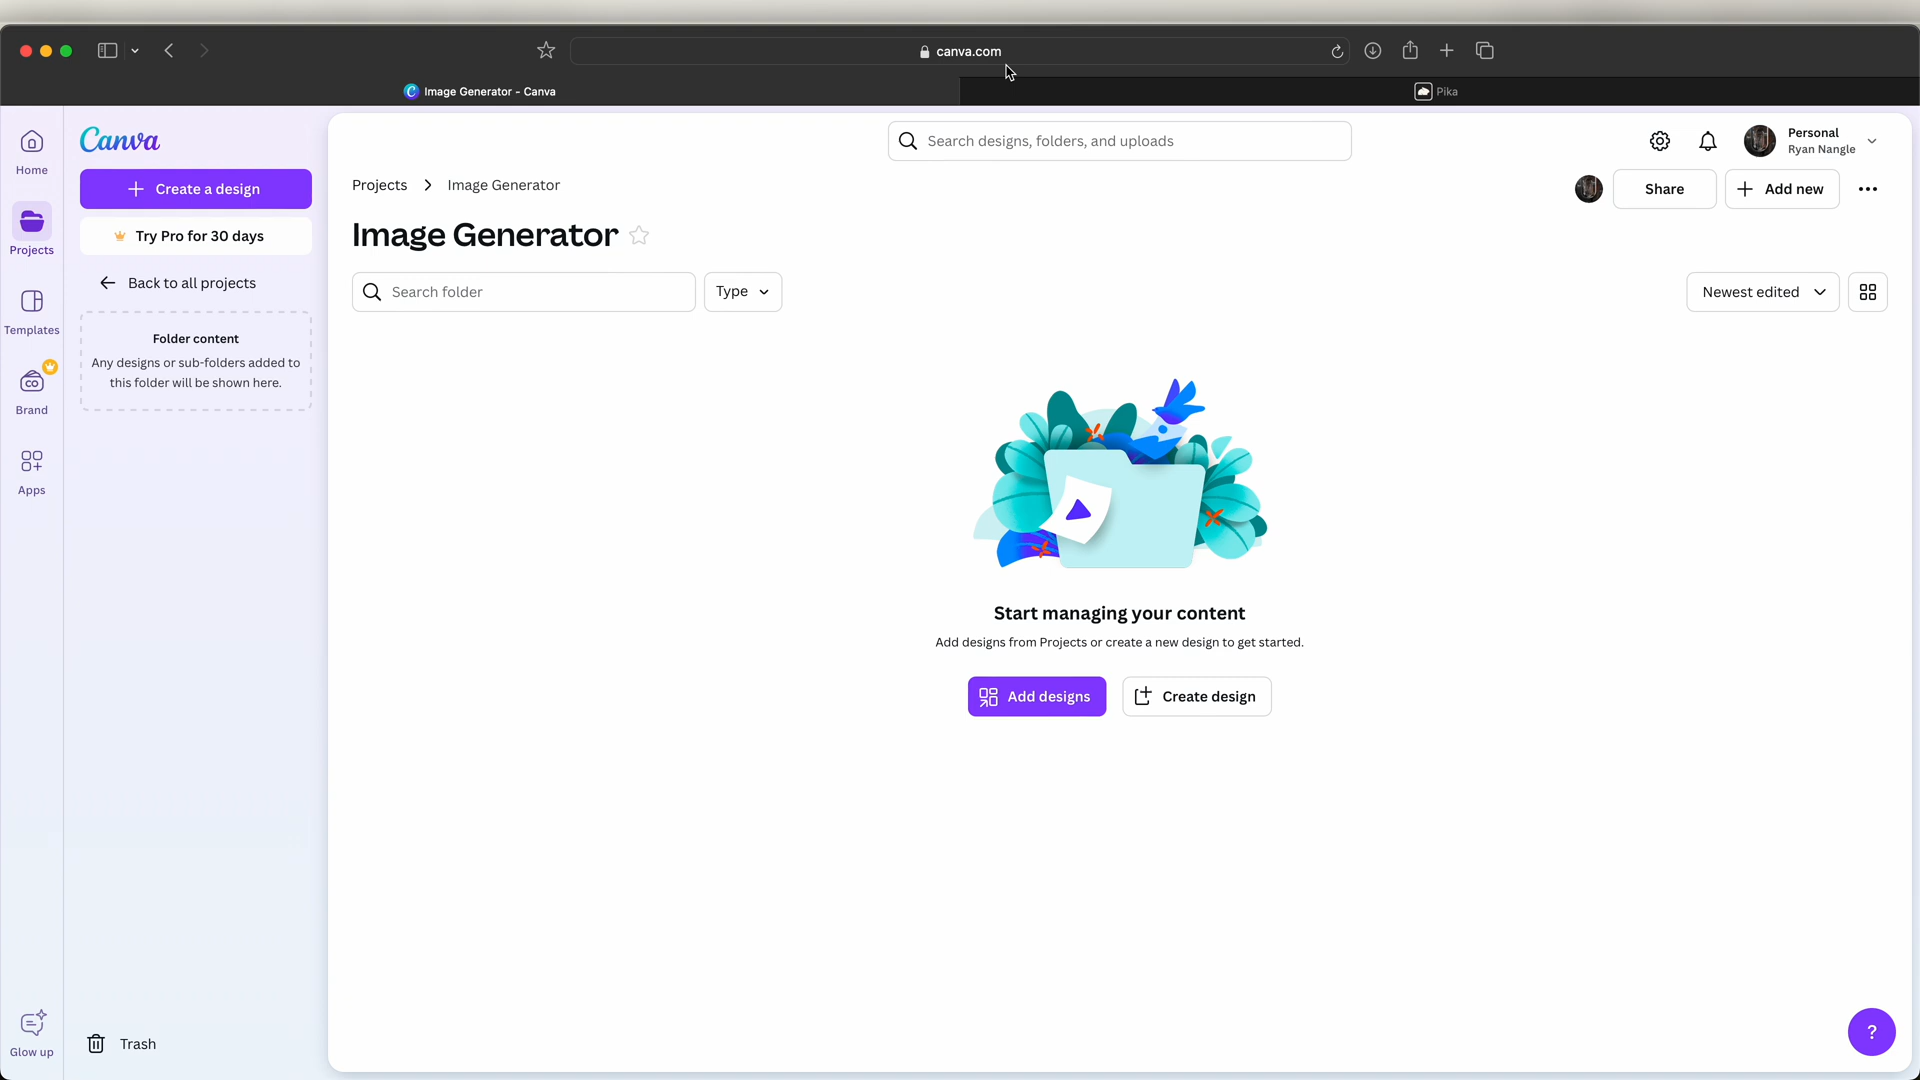 canva.com
Image Generator - Canva
Pika
Home
Projects
Templates
Brand
Apps
Glow up
Canva
Create a design
Try Pro for 30 days
Back to all projects
Folder content
Any designs or sub-folders added to
this folder will be shown here.
Trash
Search designs, folders, and uploads
Personal
Ryan Nangle
Projects
Image Generator
Share
Add new
Image Generator
Search folder
Type
Newest edited
Start managing your content
Add designs from Projects or create a new design to get started.
Add designs
Create design
?